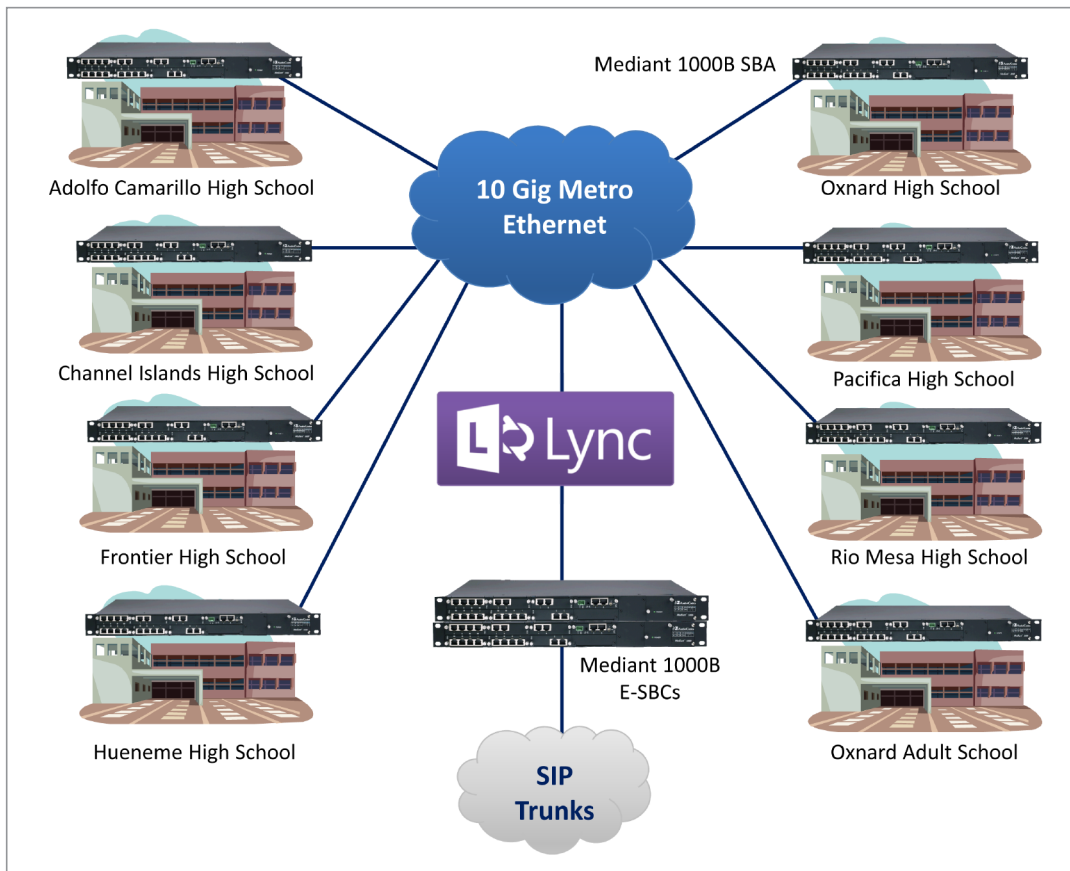 Mediant 1000B SBA
Adolfo Camarillo High School
10 Gig Metro
Ethernet
Oxnard High School
Channel Islands High School
Pacifica High School
Lync
Frontier High School
Rio Mesa High School
Mediant 1000B
E-SBCs
Hueneme High School
Oxnard Adult School
SIP
Trunks